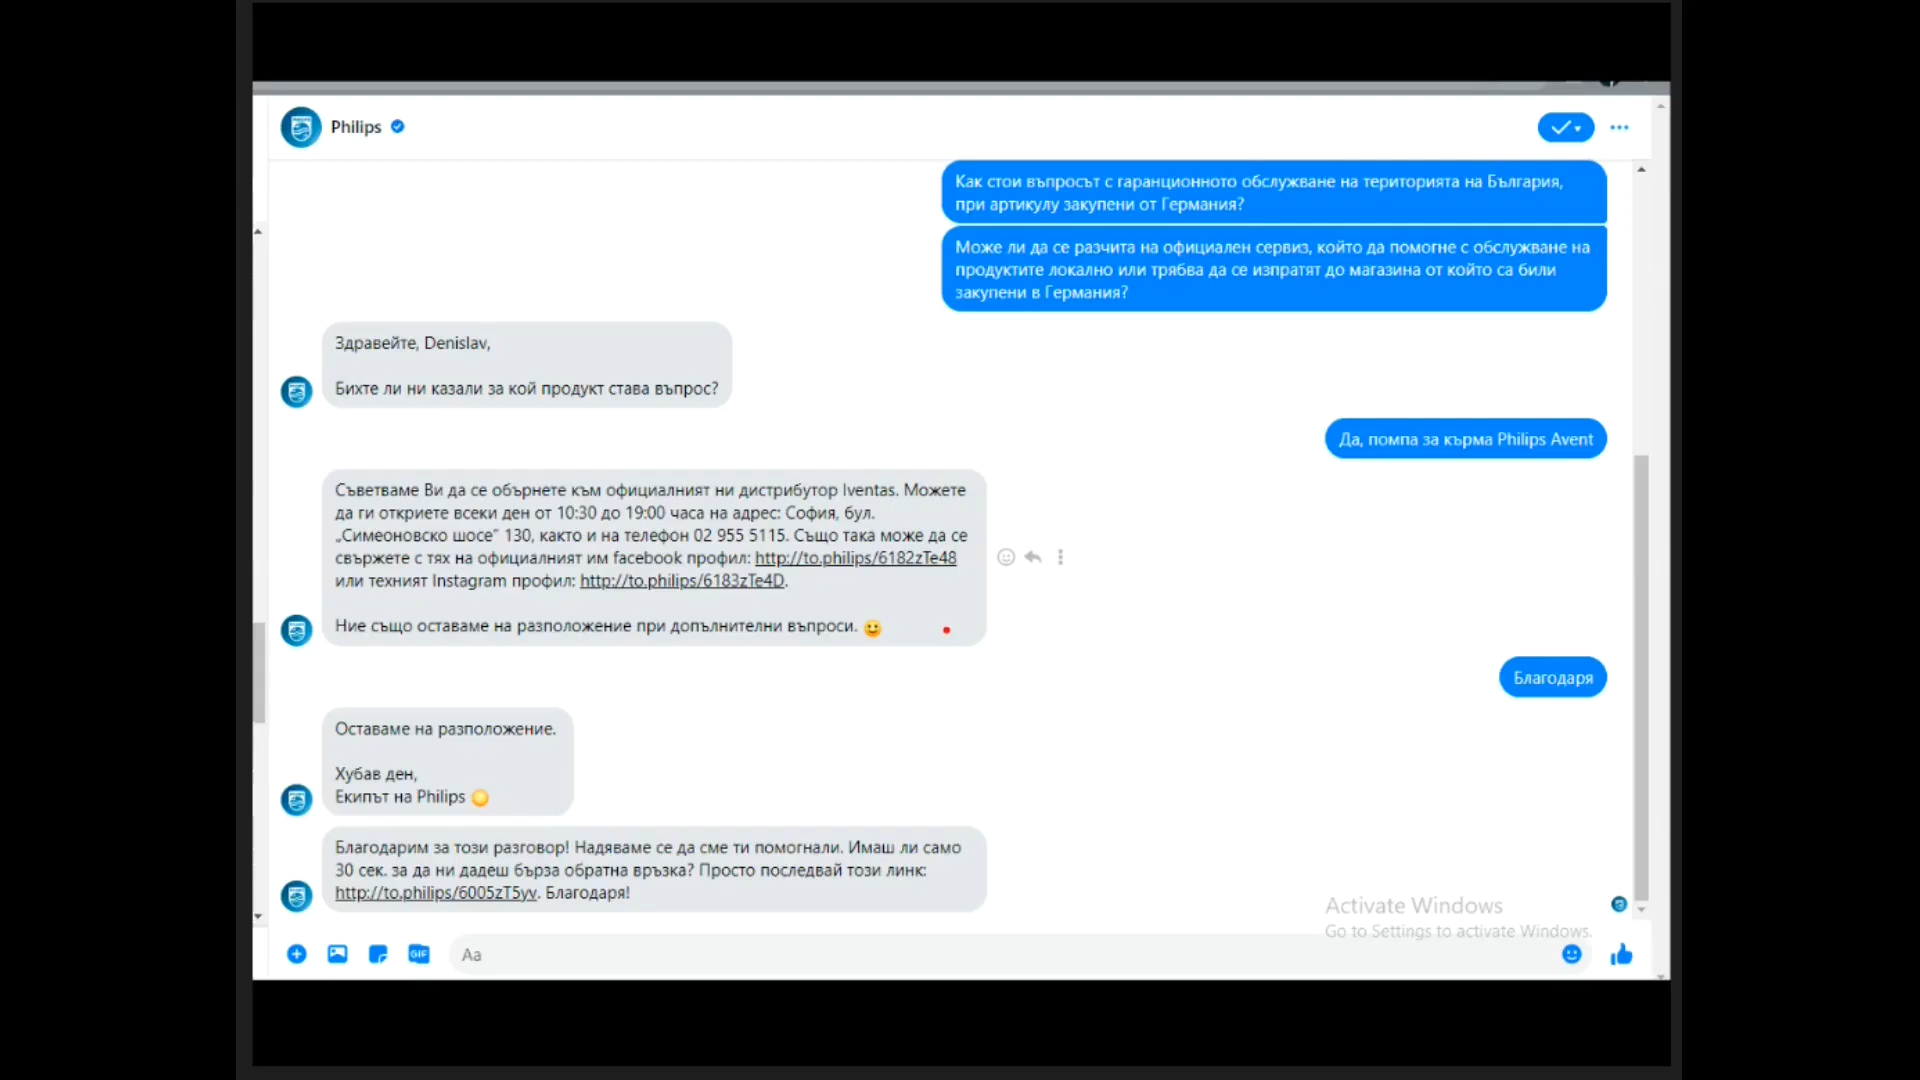 Philips
Как стои въпросът с гаранционното обслужване на територията на България,
при артикулу закупени от Германия?
Може ли да се разчита на официален сервиз, който да помогне с обслужване на
продуктите локално или трябва да се изпратят до магазина от който са били
закупени в Германия?
Здравейте, Denislav,
Бихте ли ни казали за кой продукт става въпрос?
Да, помпа за кърма Philips Avent
Съветваме Ви да се обърнете към официалният ни дистрибутор Iventas. Можете
да ги откриете всеки ден от 10:30 до 19:00 часа на адрес: София, бул.
„Симеоновско шосе“ 130, както и на телефон 02 955 5115. Също така може да се
свържете с тях на официалният им facebook профил: http://to.philips/6182zTe48
или техният Instagram профил: http://to.philips/6183zTe4D.
Ние също оставаме на разположение при допълнителни въпроси.
Благодаря
Оставаме на разположение.
Хубав ден,
Екипът на Philips
Благодарим за този разговор! Надяваме се да сме ти помогнали. Имаш ли само
30 сек. за да ни дадеш бърза обратна връзка? Просто последвай този линк:
http://to.philips/6005zT5yv. Благодаря!
Activate Windows
Go to Settings to activate Windows.
GIF
Aa